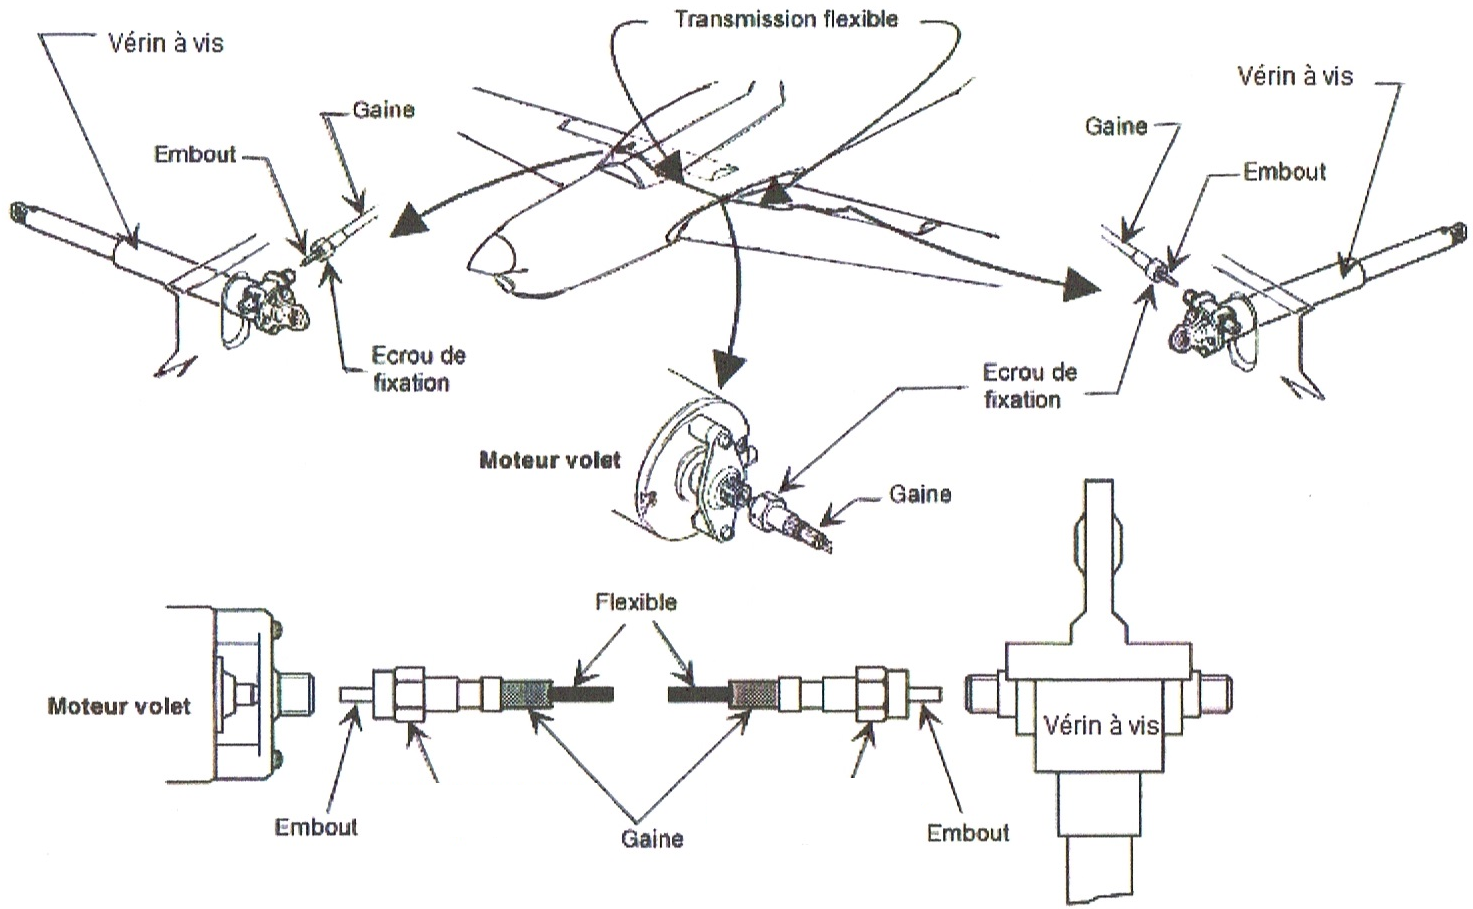 Transmission flexible
Vérin à vis
Gaine
Embout
Ecrou de
fixation
Vérin à vis
Gaine
Embout
Ecrou de
fixation
Moteur volet
Gaine
Flexible
Moteur volet
Vérin à vis
Embout
Gaine
Embout